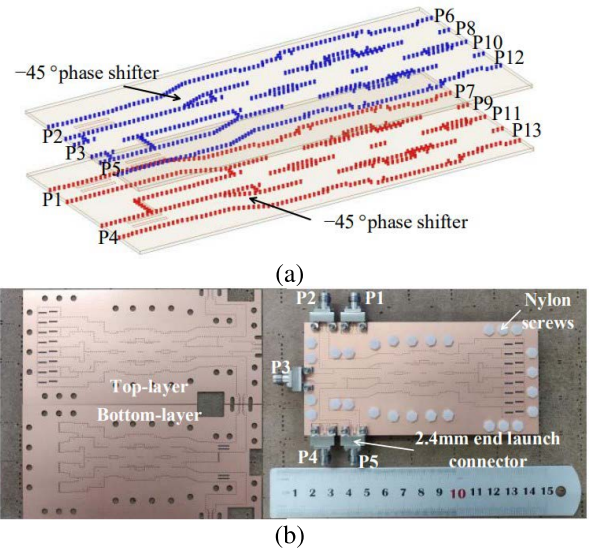 P6
P8
P10
P12
−45 °phase shifter
P2
P3
P5
P7
P9
P11
P13
P1
P4
−45 °phase shifter
(a)
P2 P1
Nylon
screws
P3
Top-layer
Bottom-layer
2.4mm end launch
connector
P4 P5
1 2 3 4 5 6 7 8 9 10 11 12 13 14 15
(b)